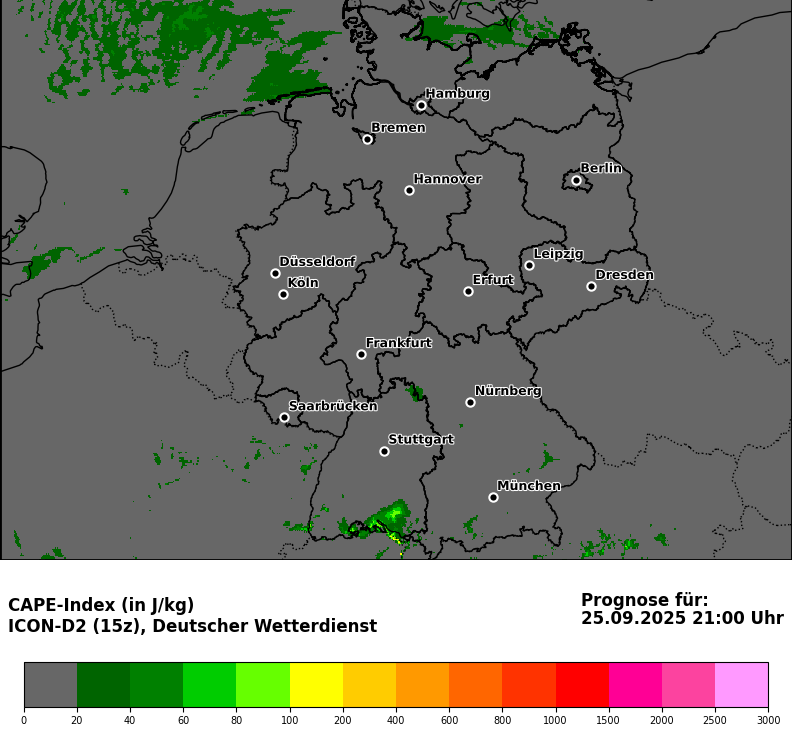 Hamburg
Bremen
Berlin
Hannover
Leipzig
Düsseldorf
Dresden
Köln
Erfurt
Frankfurt
Nürnberg
Saarbrücken
Stuttgart
München
CAPE-Index (in J/kg)
ICON-D2 (15z), Deutscher Wetterdienst
Prognose für:
25.09.2025 21:00 Uhr
0 20 40 60 80 100 200 400 600 800 1000 1500 2000 2500 3000